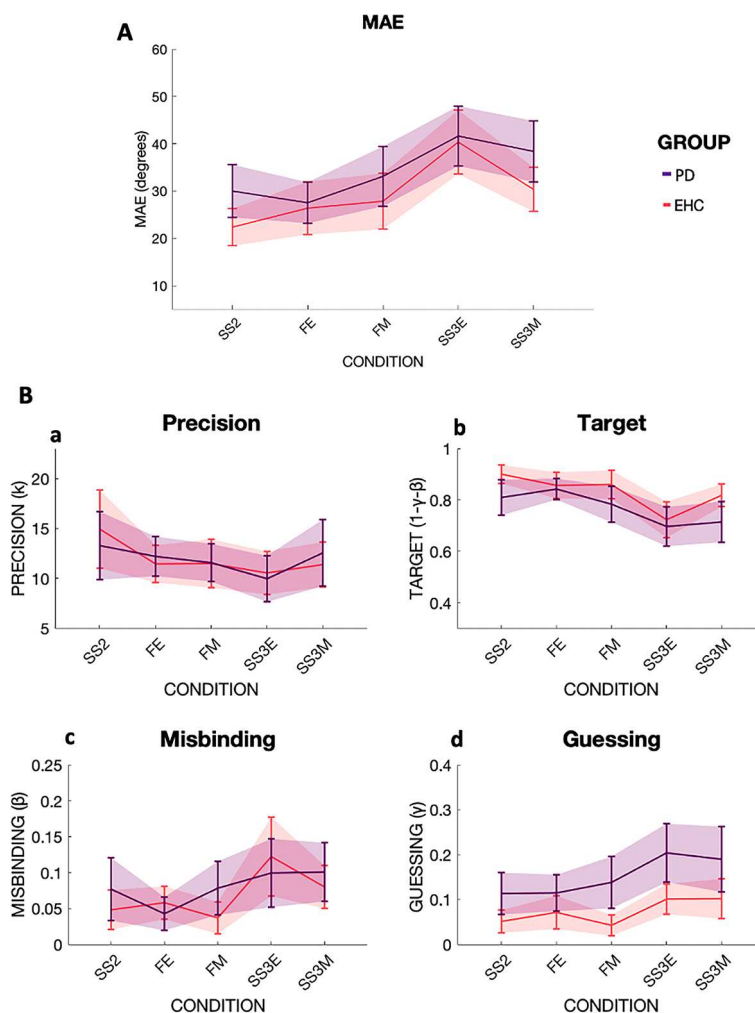 A
MAE
60
50
40
30
20
10
MAE (degrees)
SS2
FE
FM
SS3E
SS3M
CONDITION
GROUP
PD
EHC
B
a
Precision
20
15
10
5
PRECISION (k)
SS2
FE
FM
SS3E
SS3M
CONDITION
b
Target
1
0.8
0.6
0.4
TARGET (1-γ-β)
SS2
FE
FM
SS3E
SS3M
CONDITION
c
Misbinding
0.25
0.2
0.15
0.1
0.05
0
MISBINDING (β)
SS2
FE
FM
SS3E
SS3M
CONDITION
d
Guessing
0.4
0.3
0.2
0.1
0
GUESSING (γ)
SS2
FE
FM
SS3E
SS3M
CONDITION